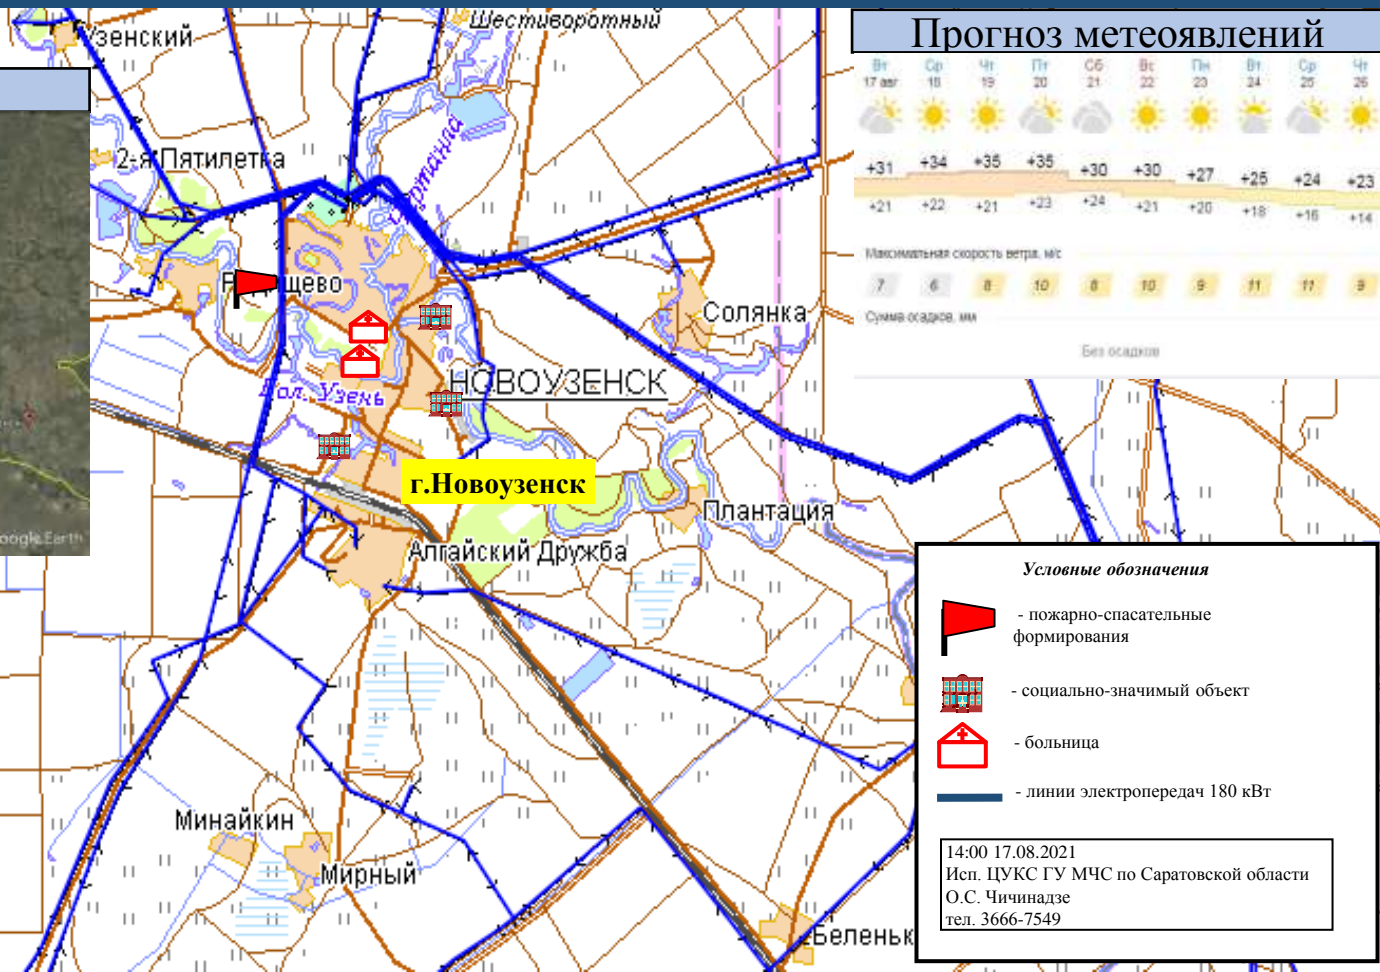 Прогноз метеоявлений
Вт Ср Чт Пт Сб Вс Пн Вт Ср Чт
17 авг 18 19 20 21 22 23 24 25 26
+31 +34 +35 +35 +30 +30 +27 +25 +24 +23
+21 +22 +21 +23 +24 +21 +20 +18 +16 +14
Максимальная скорость ветра, м/с
7 6 8 10 8 10 9 11 11 9
Сумма осадков, мм
Без осадков
Узенский
Шестиворотный
2-я Пятилетка
щево
Солянка
НОВОУЗЕНСК
Бол. Узень
г.Новоузенск
Плантация
Алгайский Дружба
Минайкин
Мирный
Беленьк
oogle Earth
Условные обозначения
- пожарно-спасательные
формирования
- социально-значимый объект
- больница
- линии электропередач 180 кВт
14:00 17.08.2021
Исп. ЦУКС ГУ МЧС по Саратовской области
О.С. Чичинадзе
тел. 3666-7549